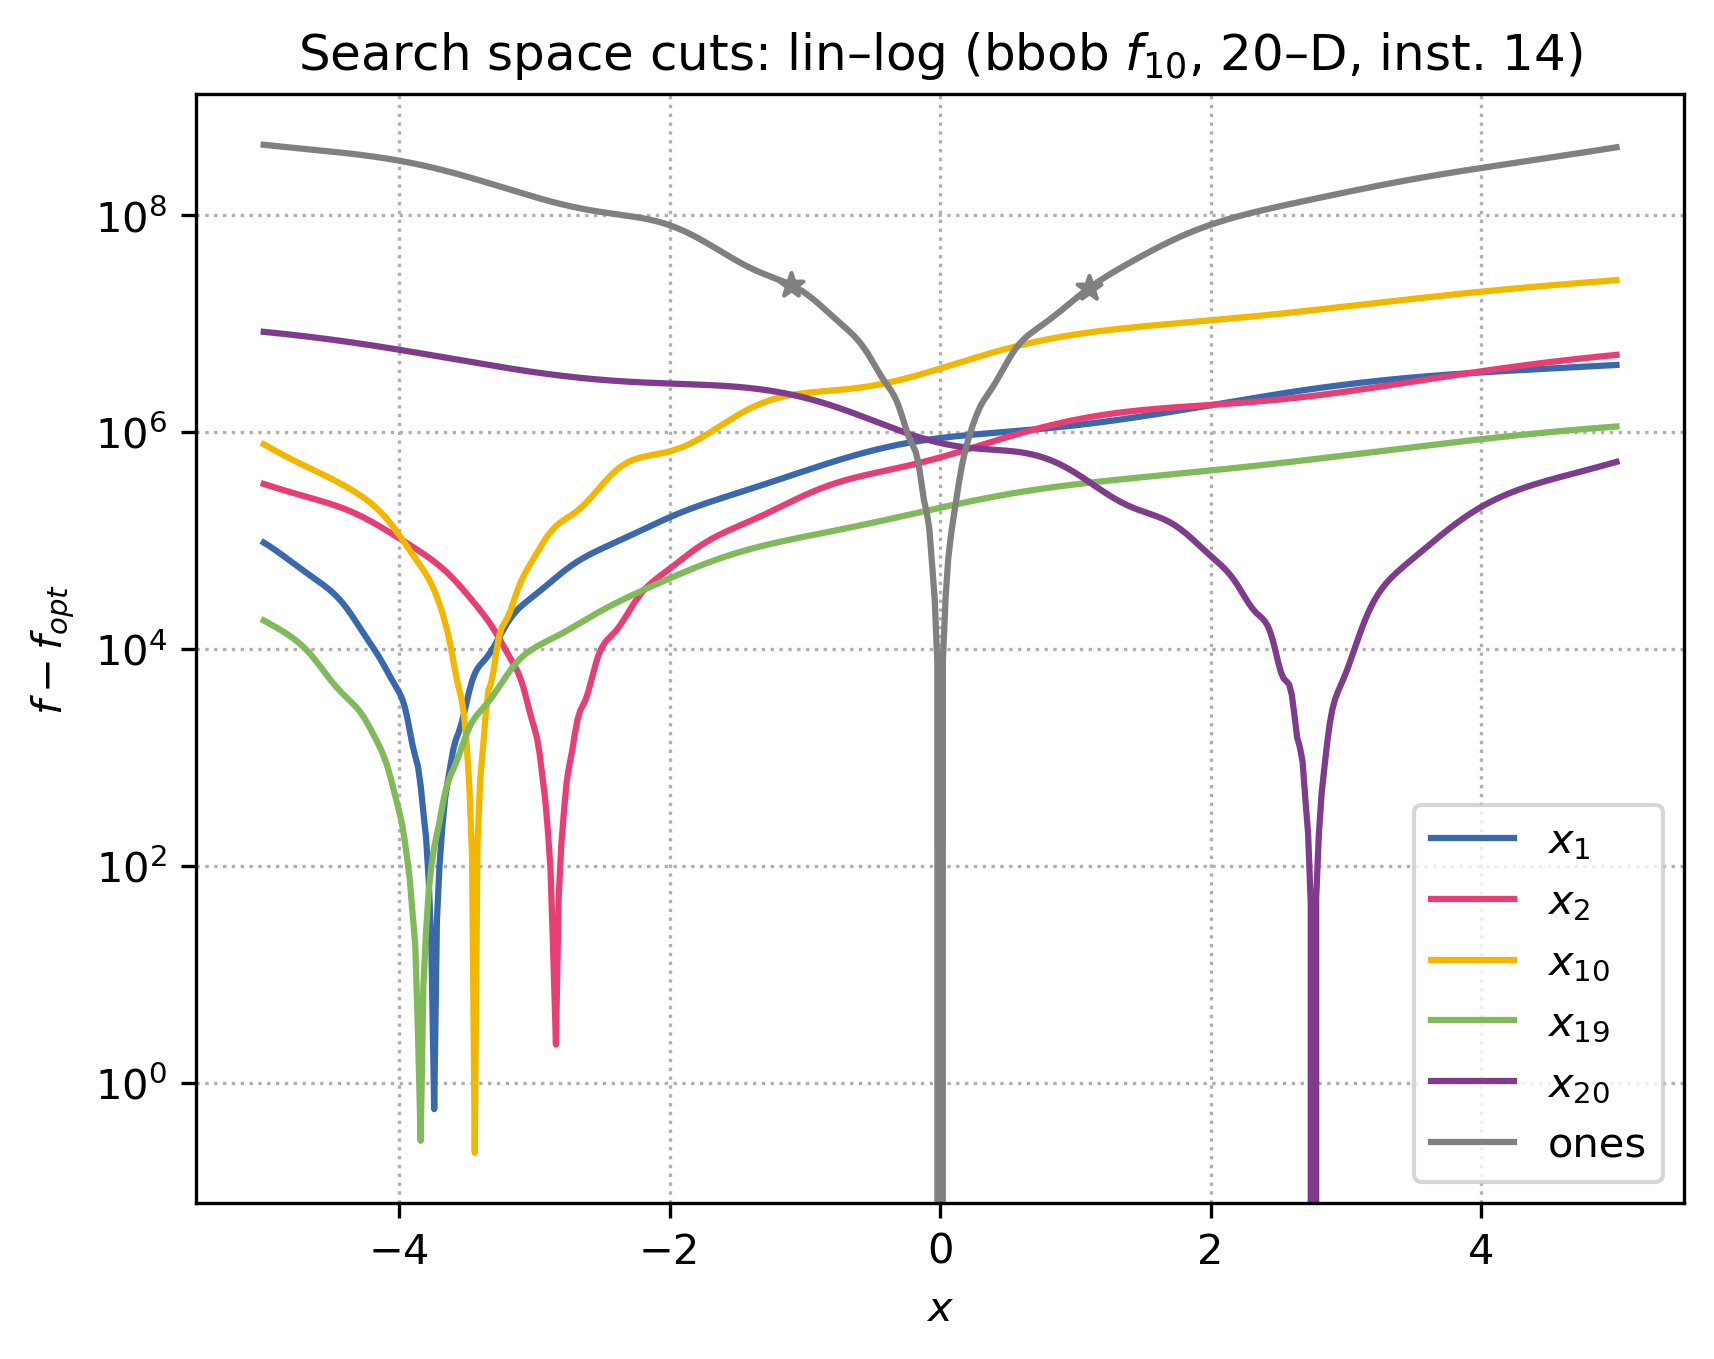 Search space cuts: lin–log (bbob f10, 20–D, inst. 14)
10^8
10^6
10^4
10^2
10^0
f − fopt
−4 −2 0 2 4
x
x1
x2
x10
x19
x20
ones